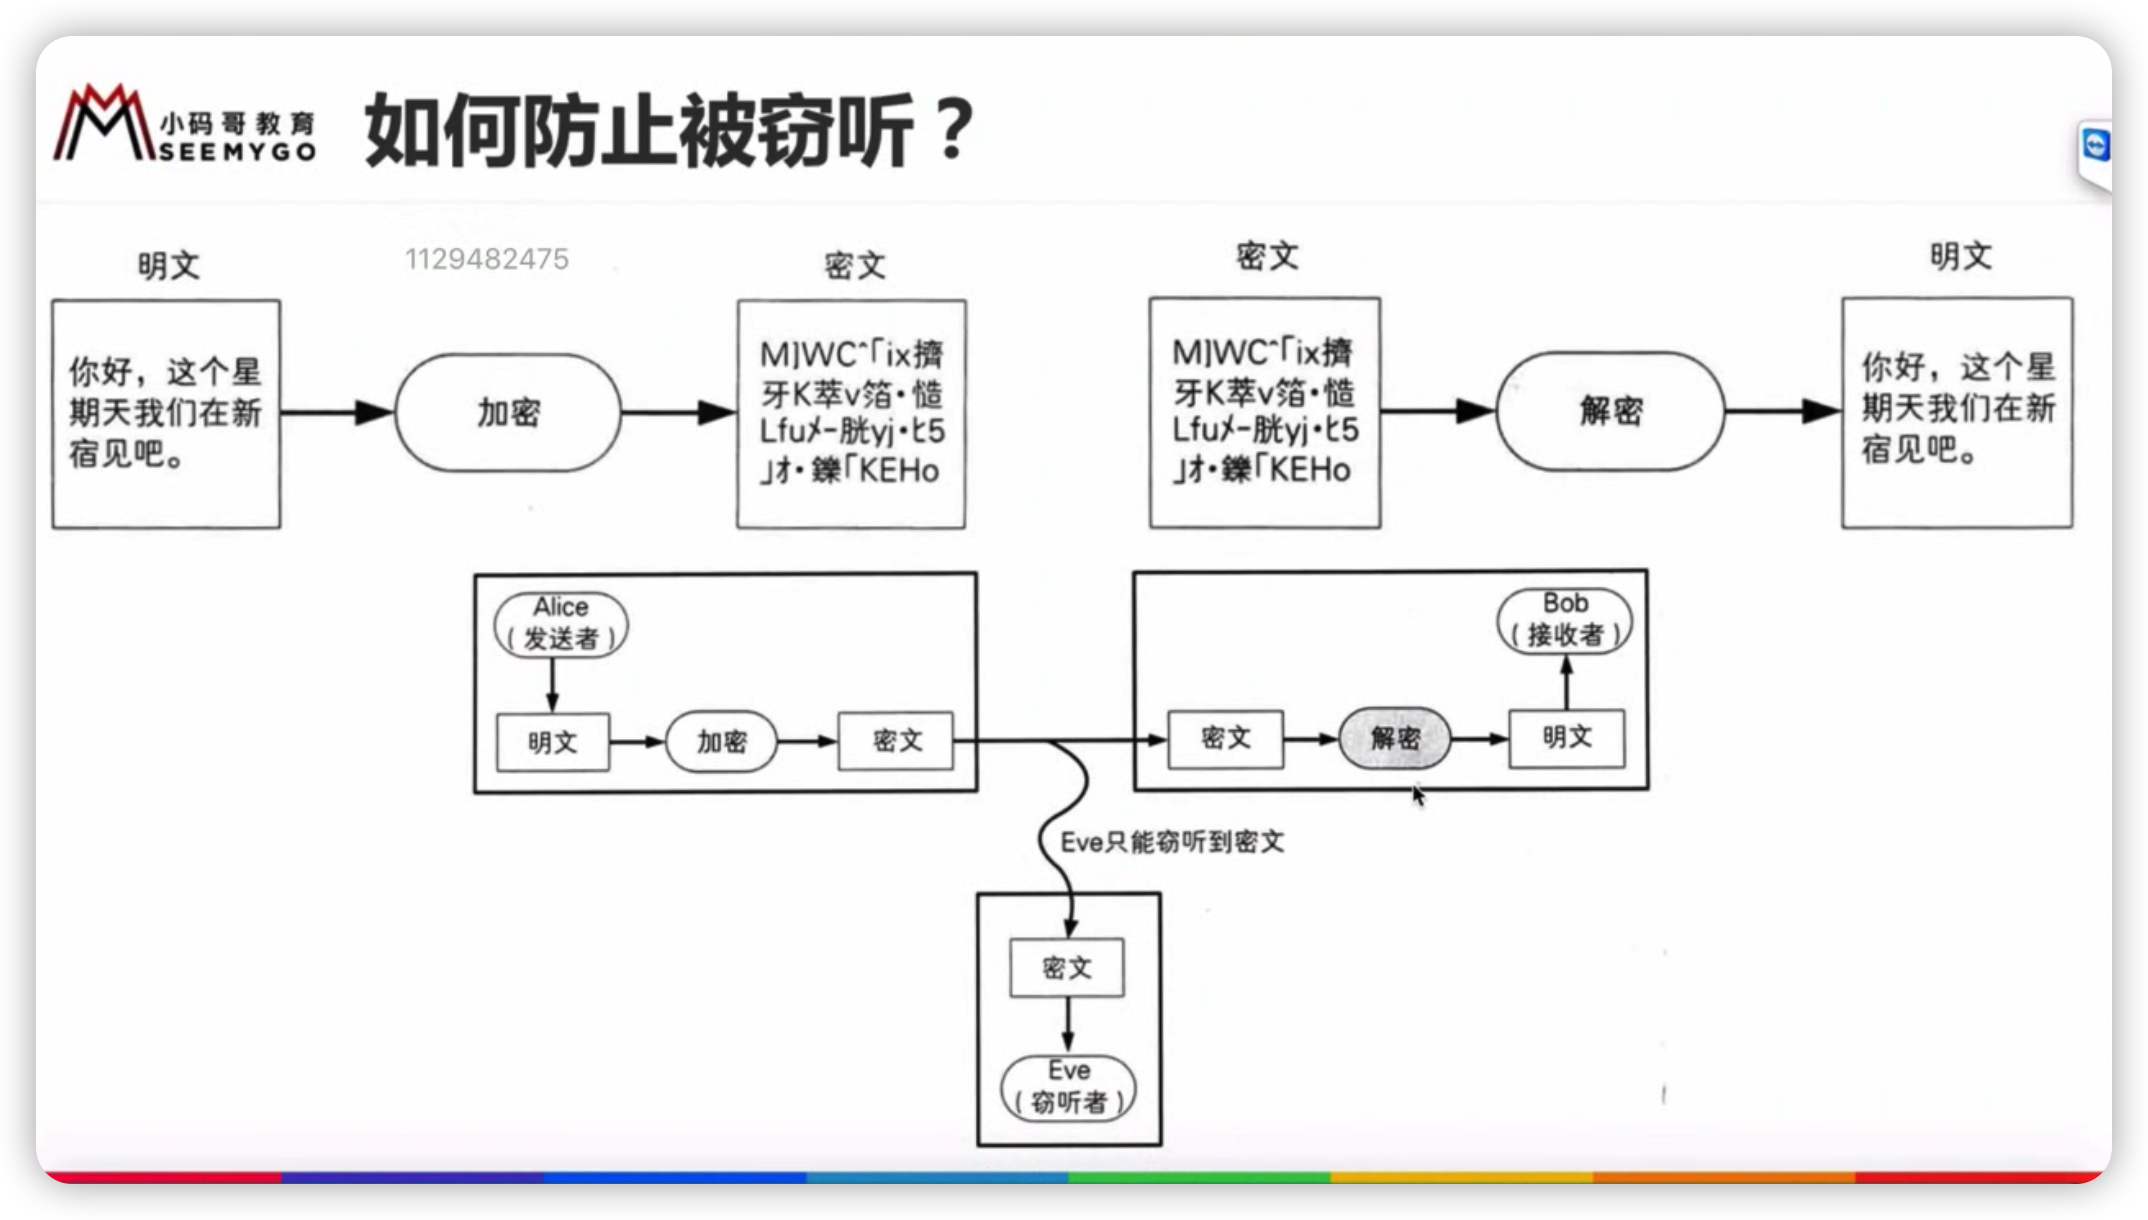 小码哥教育
SEEMYGO
如何防止被窃听？
明文
1129482475
密文
密文
明文
你好，这个星
期天我们在新
宿见吧。
加密
M]WC^「ix擠
牙K萃v箔・慥
Lfuﾒｰ胱yj・ﾋ5
｣ｵ・鑠「KEHo
M]WC^「ix擠
牙K萃v箔・慥
Lfuﾒｰ胱yj・ﾋ5
｣ｵ・鑠「KEHo
解密
你好，这个星
期天我们在新
宿见吧。
Alice
（发送者）
明文
加密
密文
Bob
（接收者）
密文
解密
明文
Eve只能窃听到密文
密文
Eve
（窃听者）